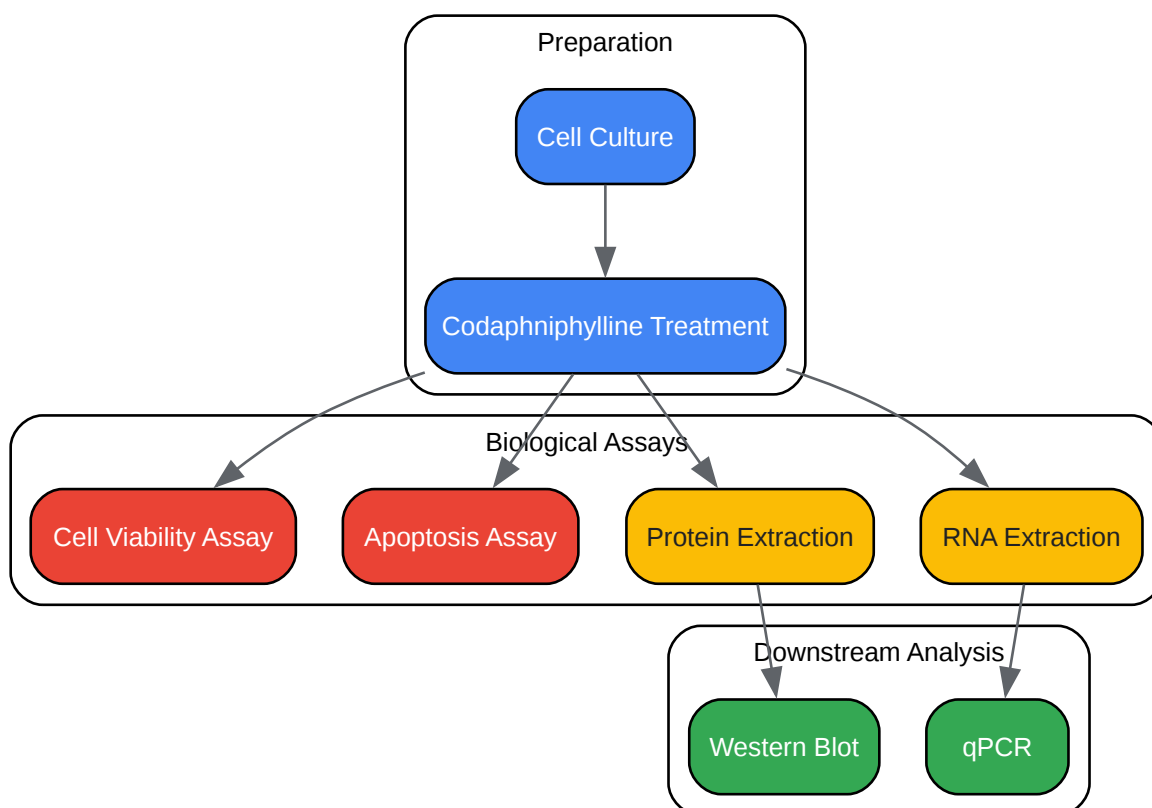 Preparation
Cell Culture
Codaphniphylline Treatment
Biological Assays
Cell Viability Assay
Apoptosis Assay
Protein Extraction
RNA Extraction
Downstream Analysis
Western Blot
qPCR